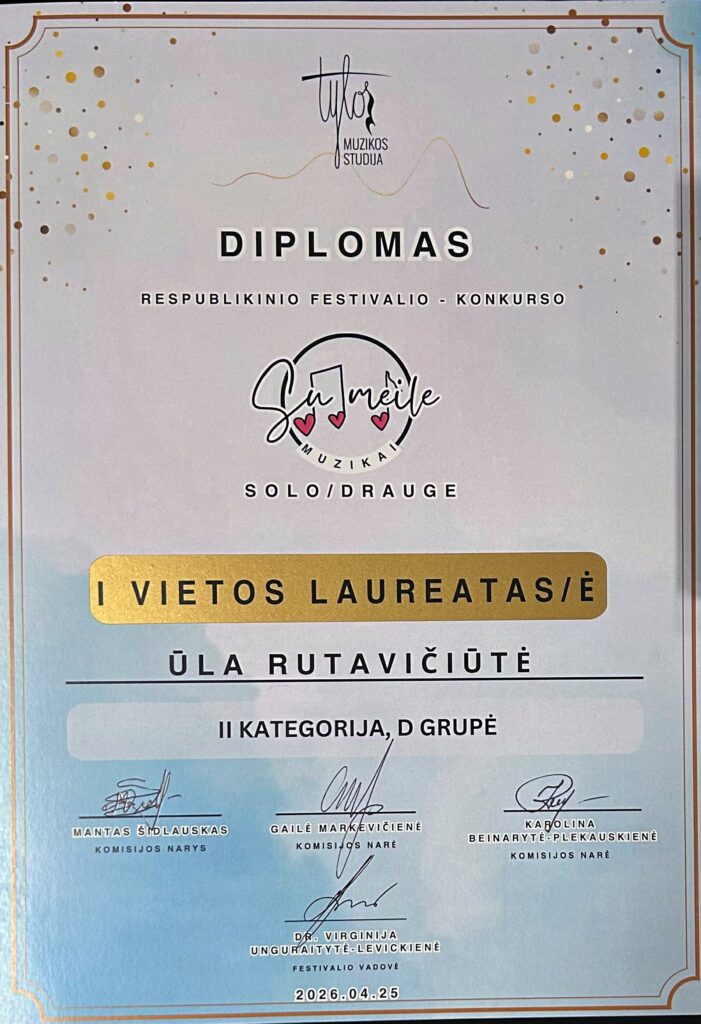 Tylos
MUZIKOS
STUDIJA
DIPLOMAS
RESPUBLIKINIO FESTIVALIO - KONKURSO
Su meile
MUZIKAI
SOLO/DRAUGE
I VIETOS LAUREATAS/Ė
ŪLA RUTAVIČIŪTĖ
II KATEGORIJA, D GRUPĖ
MANTAS ŠIDLAUSKAS
KOMISIJOS NARYS
GAILĖ MARKEVIČIENĖ
KOMISIJOS NARĖ
KAROLINA
BEINARYTĖ-PLEKAUSKIENĖ
KOMISIJOS NARĖ
DR. VIRGINIJA
UNGURAITYTĖ-LEVICKIENĖ
FESTIVALIO VADOVĖ
2026.04.25